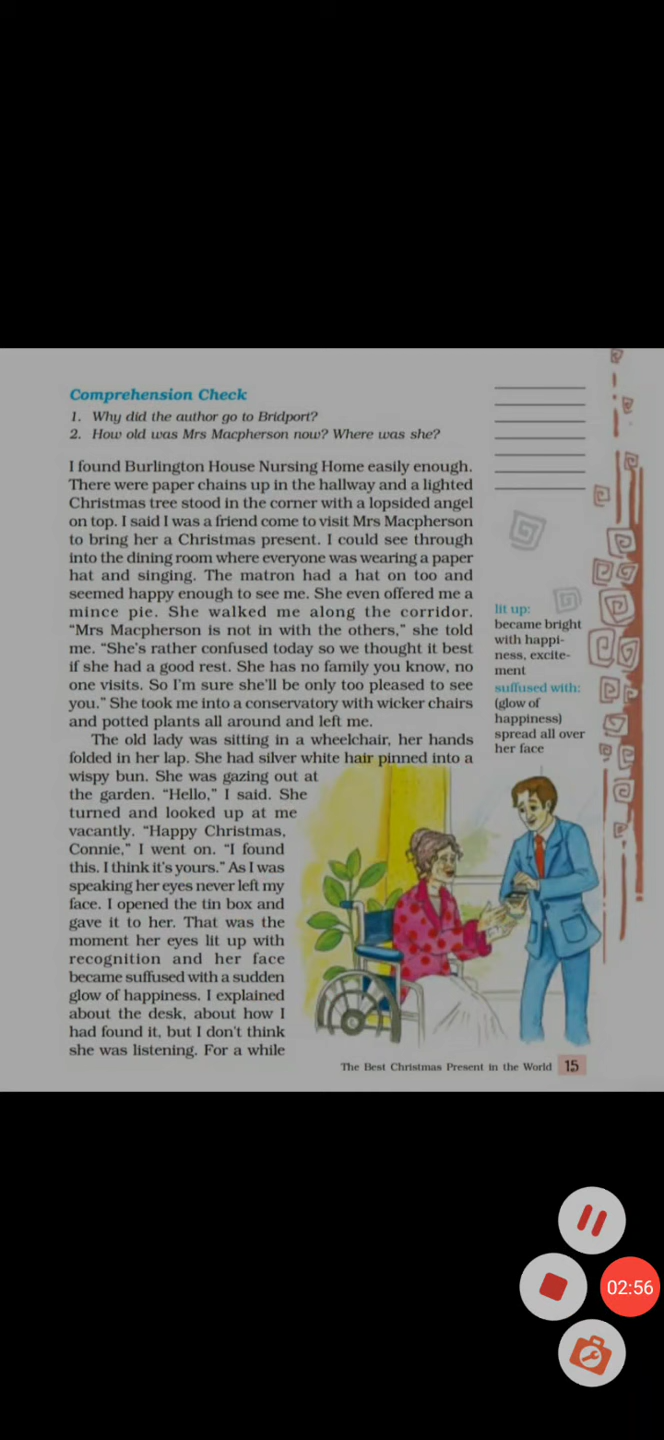 Comprehension Check
1. Why did the author go to Bridport?
2. How old was Mrs Macpherson now? Where was she?
I found Burlington House Nursing Home easily enough.
There were paper chains up in the hallway and a lighted
Christmas tree stood in the corner with a lopsided angel
on top. I said I was a friend come to visit Mrs Macpherson
to bring her a Christmas present. I could see through
into the dining room where everyone was wearing a paper
hat and singing. The matron had a hat on too and
seemed happy enough to see me. She even offered me a
mince pie. She walked me along the corridor.
“Mrs Macpherson is not in with the others,” she told
me. “She's rather confused today so we thought it best
if she had a good rest. She has no family you know, no
one visits. So I'm sure she'll be only too pleased to see
you.” She took me into a conservatory with wicker chairs
and potted plants all around and left me.
The old lady was sitting in a wheelchair, her hands
folded in her lap. She had silver white hair pinned into a
wispy bun. She was gazing out at
the garden. “Hello,” I said. She
turned and looked up at me
vacantly. “Happy Christmas,
Connie,” I went on. “I found
this. I think it's yours.” As I was
speaking her eyes never left my
face. I opened the tin box and
gave it to her. That was the
moment her eyes lit up with
recognition and her face
became suffused with a sudden
glow of happiness. I explained
about the desk, about how I
had found it, but I don't think
she was listening. For a while
lit up:
became bright
with happi-
ness, excite-
ment
suffused with:
(glow of
happiness)
spread all over
her face
The Best Christmas Present in the World 15
02:56